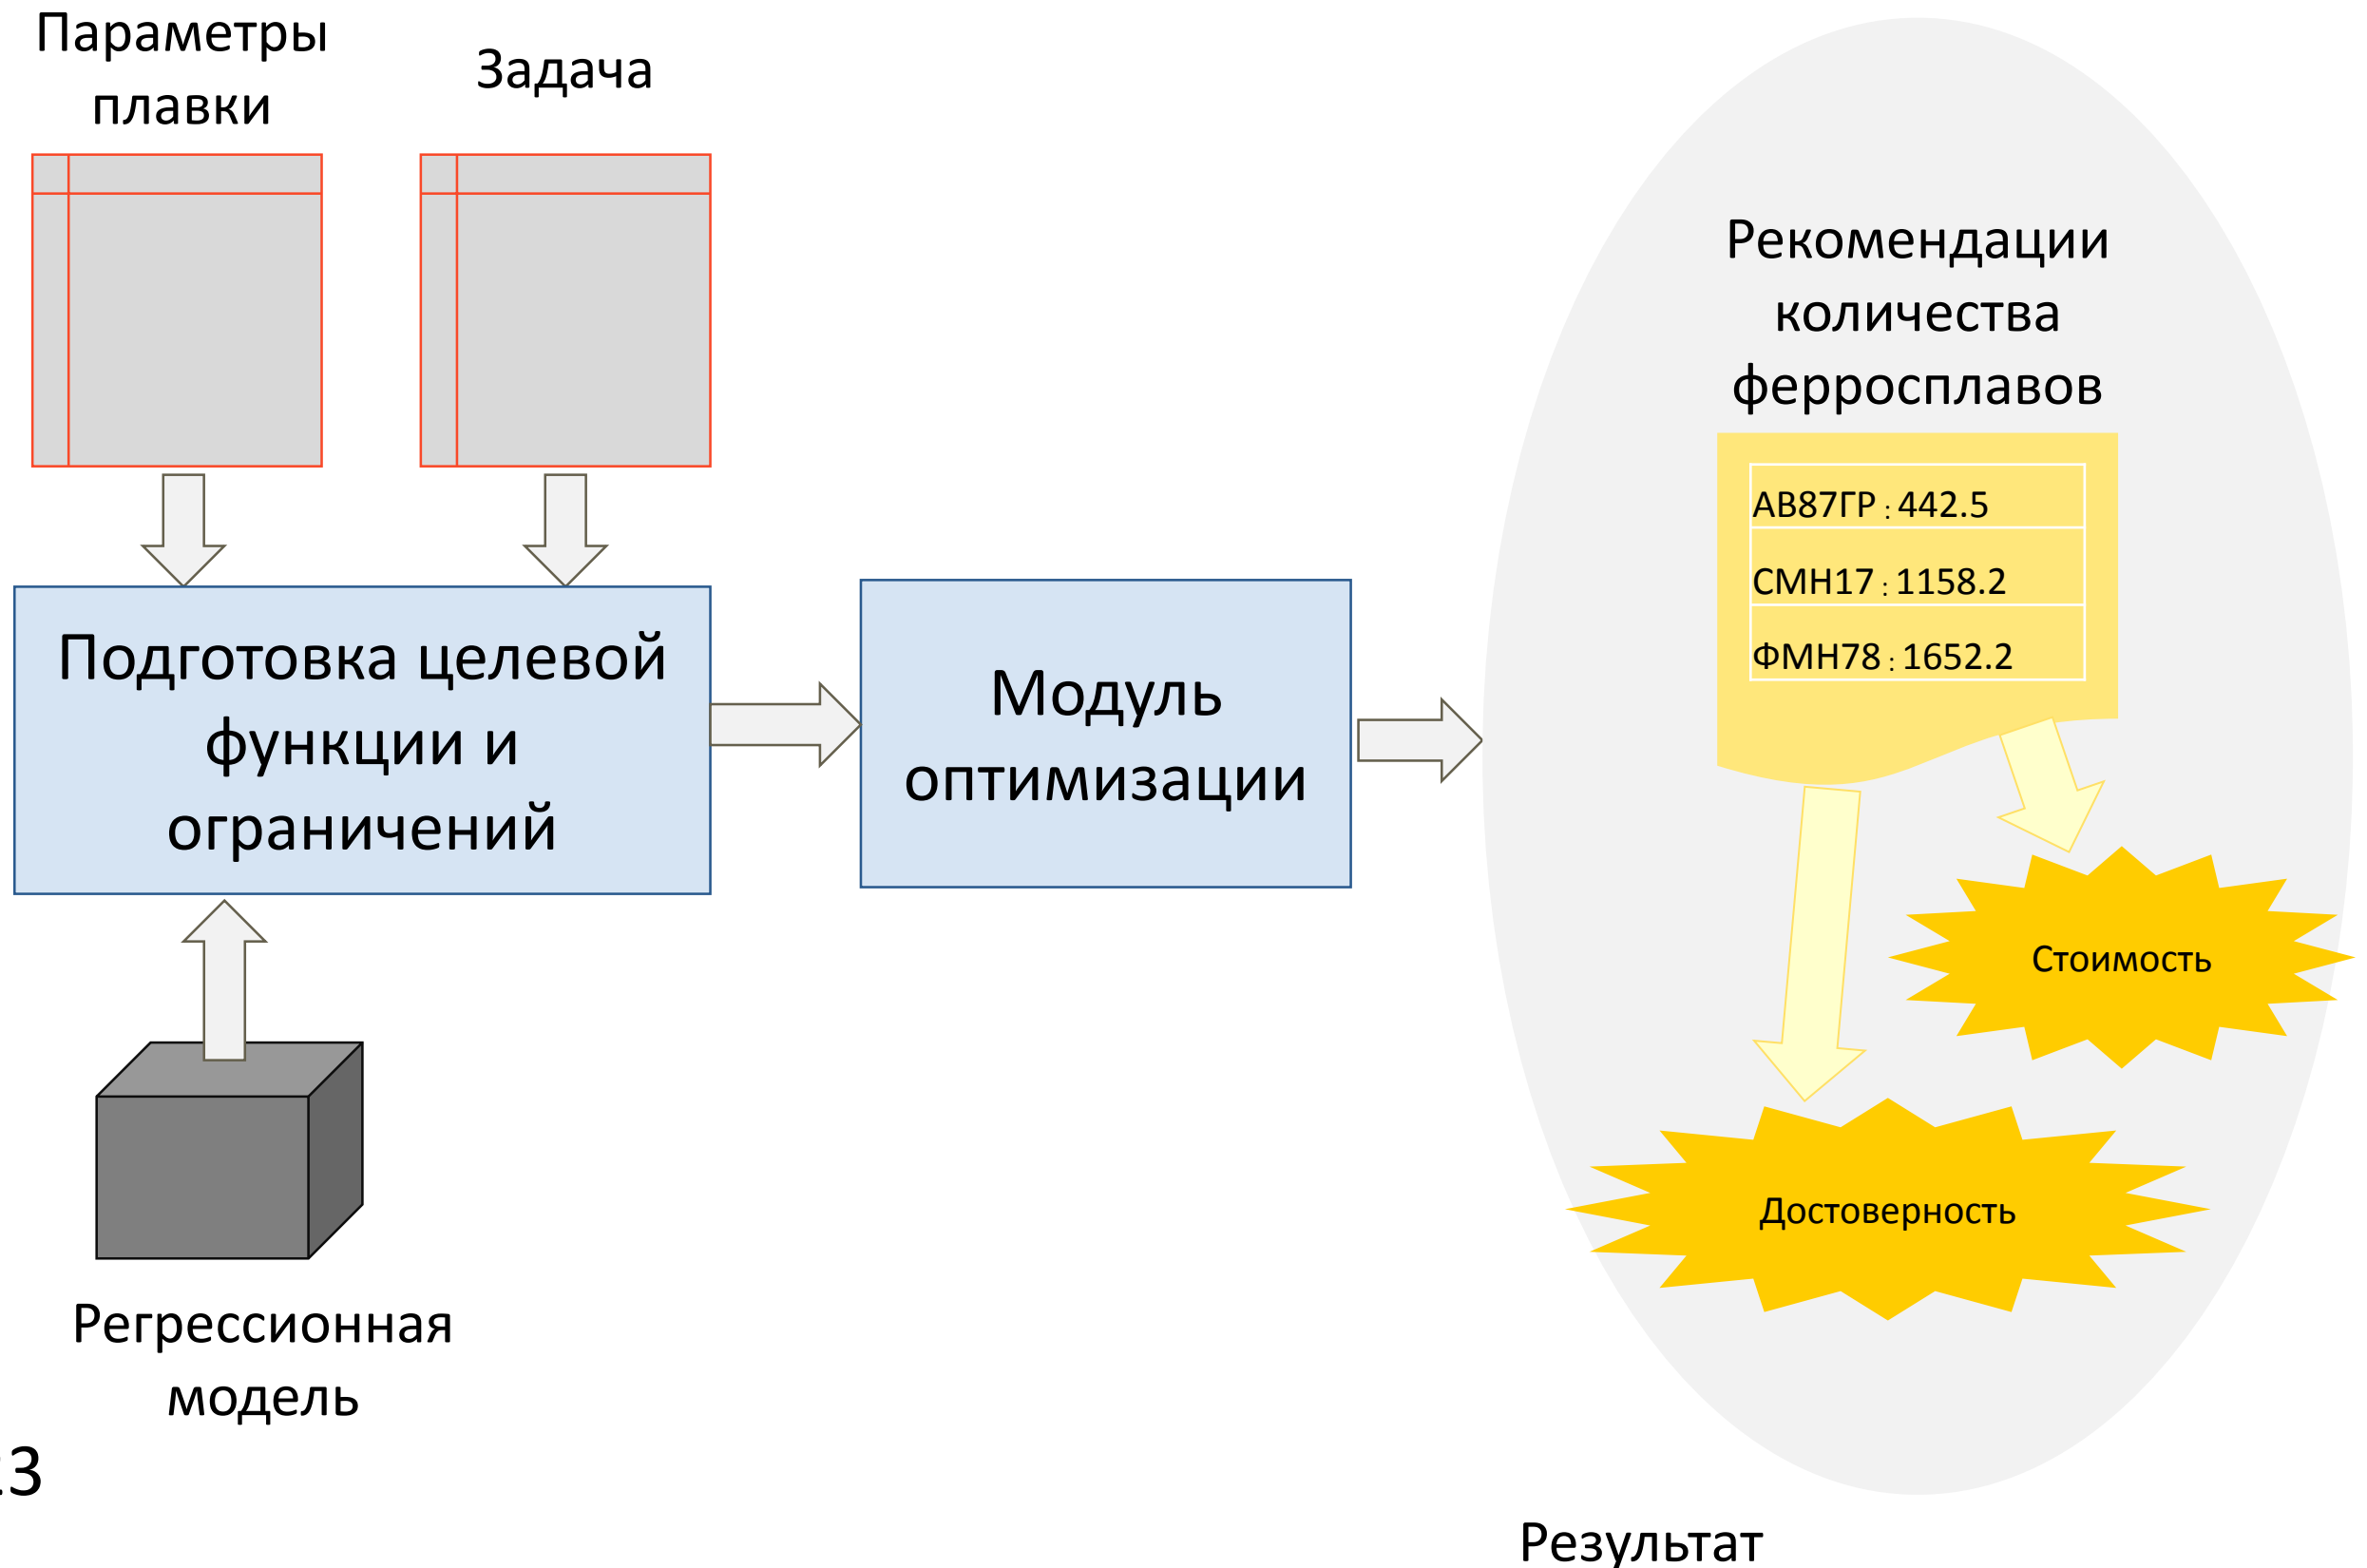 Параметры
плавки
Задача
Подготовка целевой
функции и
ограничений
Модуль
оптимизации
Регрессионная
модель
Рекомендации
количества
ферросплавов
АВ87ГР : 442.5
СМН17 : 1158.2
ФМН78 : 1652.2
Стоимость
Достоверность
3
Результат